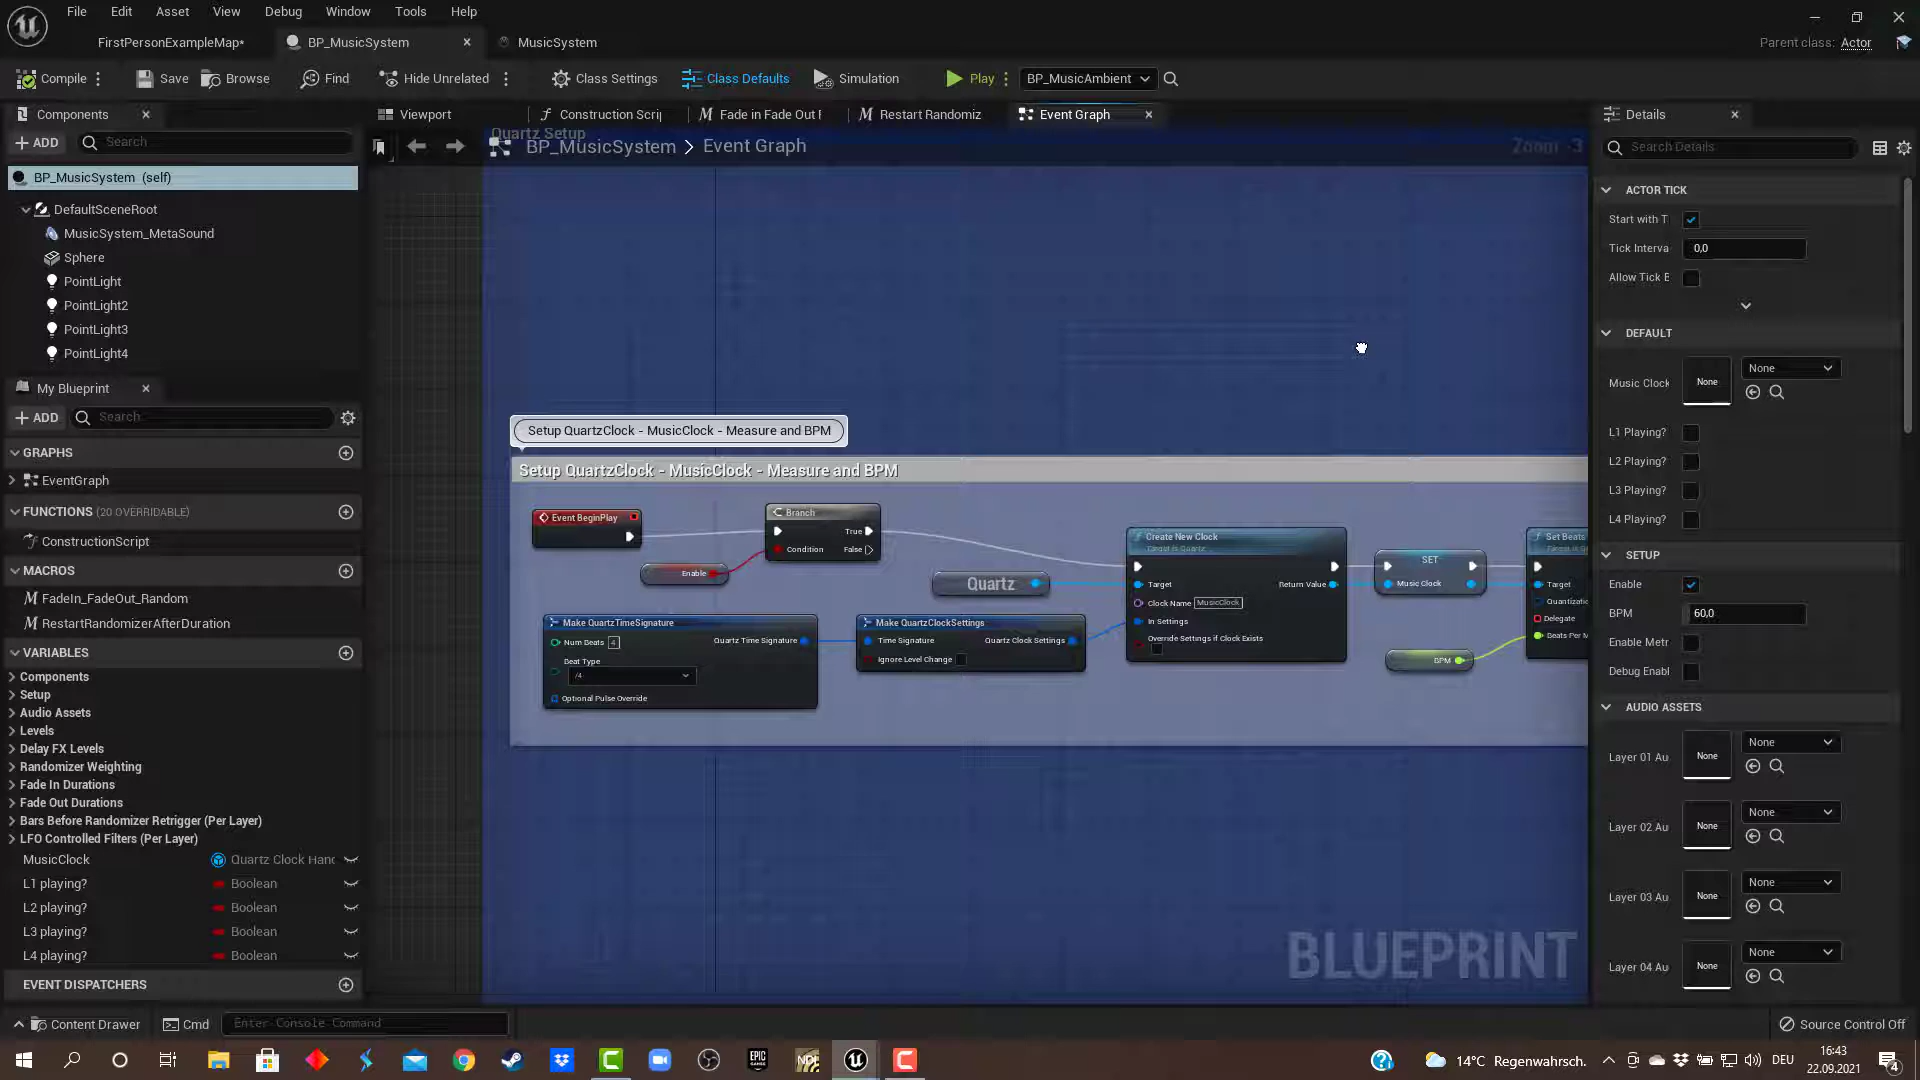 File Edit Asset View Debug Window Tools Help
FirstPersonExampleMap* BP_MusicSystem MusicSystem Parent class: Actor
Compile Save Browse Find Hide Unrelated Class Settings Class Defaults Simulation Play BP_MusicAmbient
Components Viewport Construction Scri Fade in Fade Out Restart Randomiz Event Graph Details
ADD Search
Quartz Setup
BP_MusicSystem > Event Graph Zoom -3
Search Details
BP_MusicSystem (self)
DefaultSceneRoot
MusicSystem_MetaSound
Sphere
PointLight
PointLight2
PointLight3
PointLight4
My Blueprint
ADD Search
GRAPHS
EventGraph
FUNCTIONS (20 OVERRIDABLE)
ConstructionScript
MACROS
FadeIn_FadeOut_Random
RestartRandomizerAfterDuration
VARIABLES
Components
Setup
Audio Assets
Levels
Delay FX Levels
Randomizer Weighting
Fade In Durations
Fade Out Durations
Bars Before Randomizer Retrigger (Per Layer)
LFO Controlled Filters (Per Layer)
MusicClock Quartz Clock Hand
L1 playing? Boolean
L2 playing? Boolean
L3 playing? Boolean
L4 playing? Boolean
EVENT DISPATCHERS
Setup QuartzClock - MusicClock - Measure and BPM
Setup QuartzClock - MusicClock - Measure and BPM
Event BeginPlay
Branch
True
Condition False
Enable
Quartz
Create New Clock
Target is Quartz
Target Return Value
Clock Name MusicClock
In Settings
Override Settings if Clock Exists
SET
Music Clock
BPM
Set Beats
Target
Quantizatio
Delegate
Beats Per M
Make QuartzTimeSignature
Num Beats 4 Quartz Time Signature
Beat Type
/4
Optional Pulse Override
Make QuartzClockSettings
Time Signature Quartz Clock Settings
Ignore Level Change
BLUEPRINT
ACTOR TICK
Start with T
Tick Interva 0,0
Allow Tick B
DEFAULT
Music Clock None None
L1 Playing?
L2 Playing?
L3 Playing?
L4 Playing?
SETUP
Enable
BPM 60,0
Enable Metr
Debug Enabl
AUDIO ASSETS
Layer 01 Au None None
Layer 02 Au None None
Layer 03 Au None None
Layer 04 Au None None
Content Drawer Cmd Enter Console Command Source Control Off
EPIC GAMES NDI 14°C Regenwahrsch. DEU 16:43
22.09.2021 4